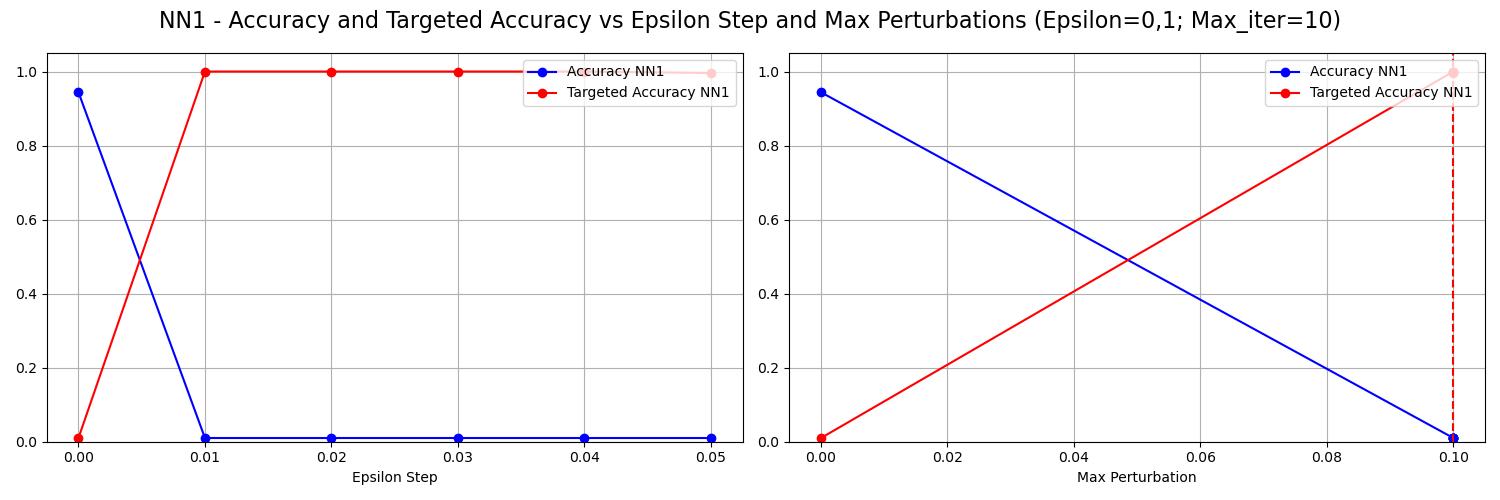 NN1 - Accuracy and Targeted Accuracy vs Epsilon Step and Max Perturbations (Epsilon=0,1; Max_iter=10)
1.0
0.8
0.6
0.4
0.2
0.0
0.00 0.01 0.02 0.03 0.04 0.05
Epsilon Step
Accuracy NN1
Targeted Accuracy NN1
1.0
0.8
0.6
0.4
0.2
0.0
0.00 0.02 0.04 0.06 0.08 0.10
Max Perturbation
Accuracy NN1
Targeted Accuracy NN1